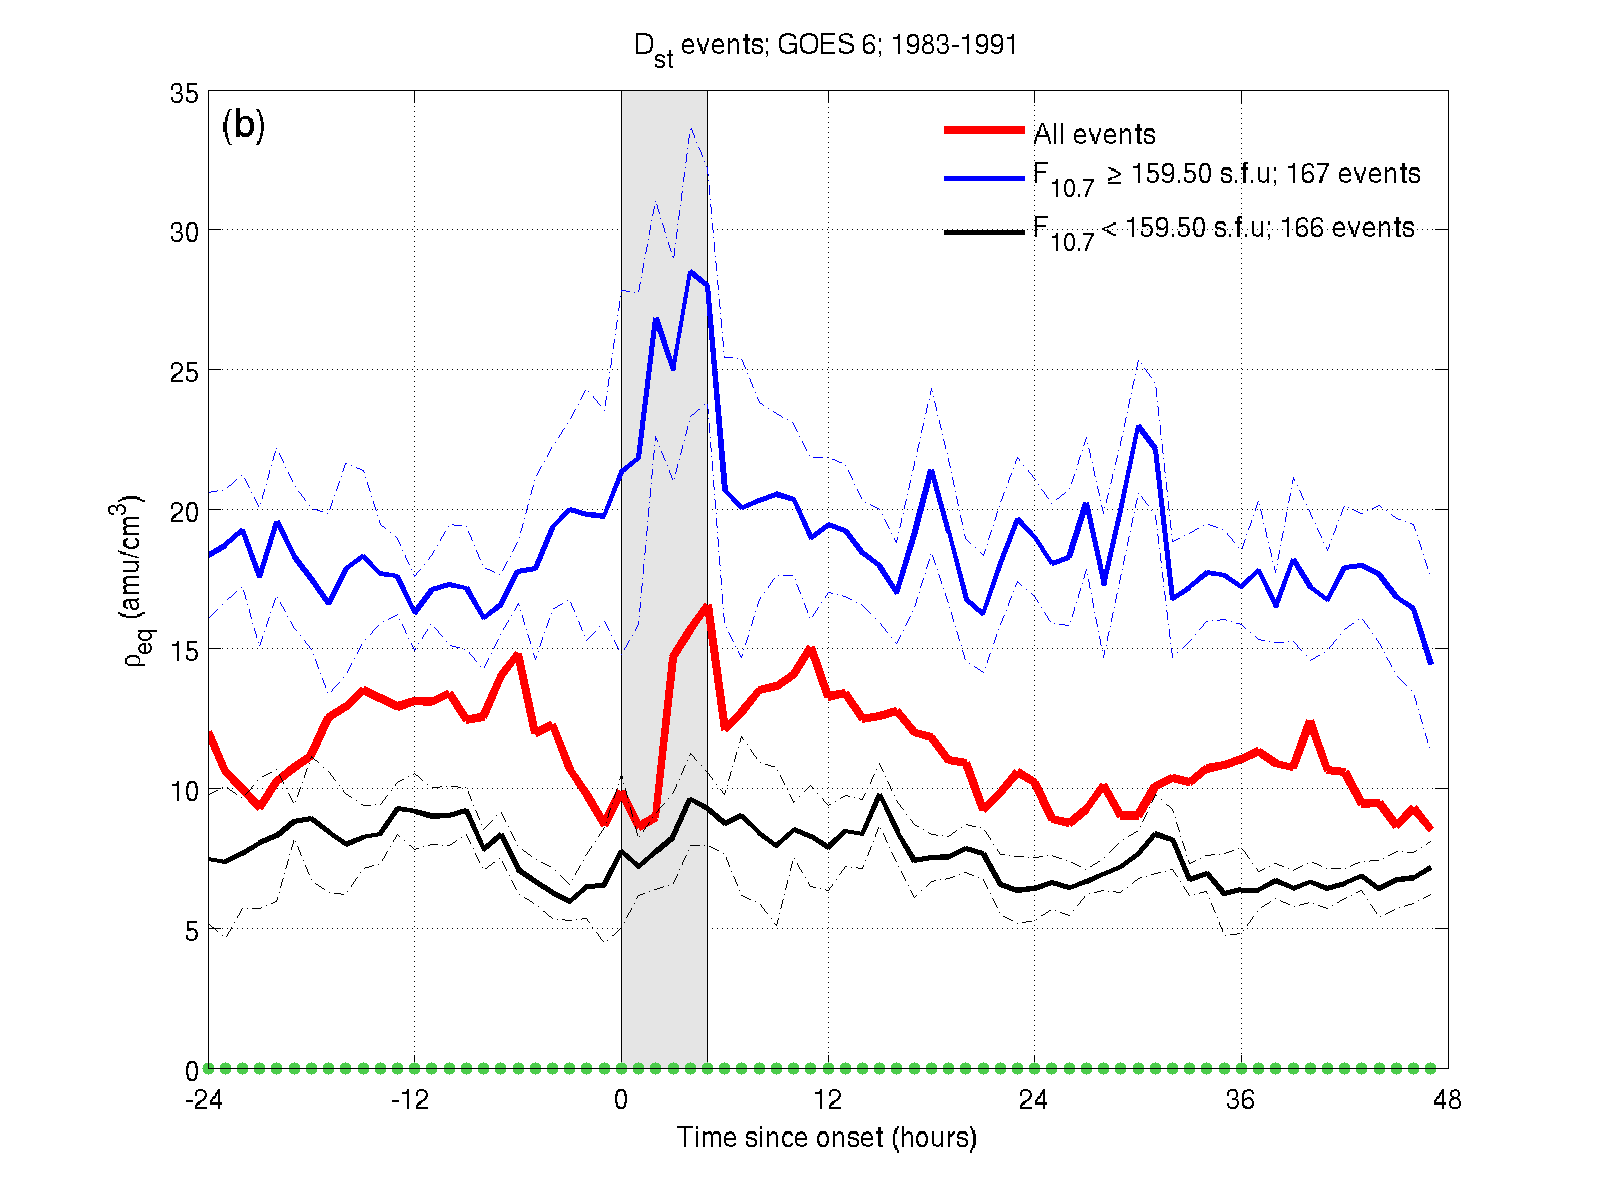 D_st events; GOES 6; 1983-1991
(b)
All events
F_10.7 ≥ 159.50 s.f.u; 167 events
F_10.7 < 159.50 s.f.u; 166 events
35
30
25
20
15
10
5
0
ρ_eq (amu/cm^3)
-24 -12 0 12 24 36 48
Time since onset (hours)